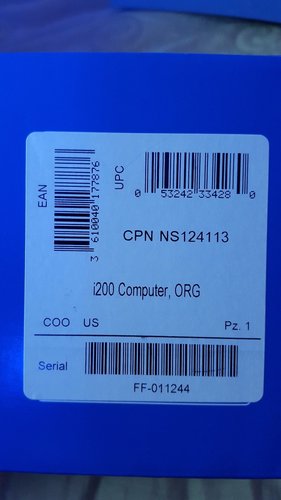 EAN
3 610040 177876
UPC
0 53242 33428 0
CPN NS124113
i200 Computer, ORG
COO US
Pz. 1
Serial
FF-011244